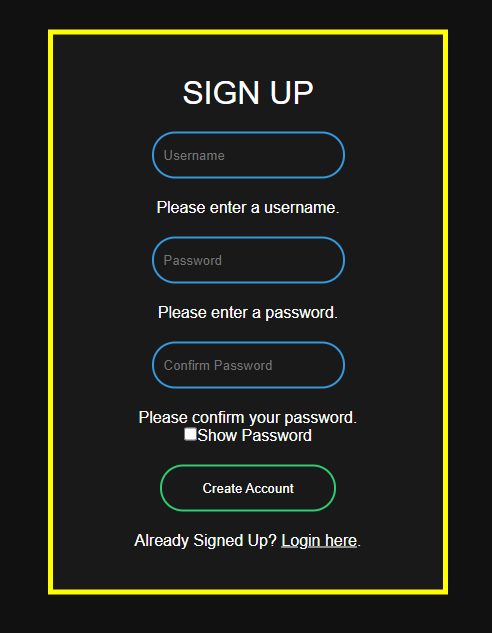 SIGN UP
Username
Please enter a username.
Password
Please enter a password.
Confirm Password
Please confirm your password.
Show Password
Create Account
Already Signed Up? Login here.